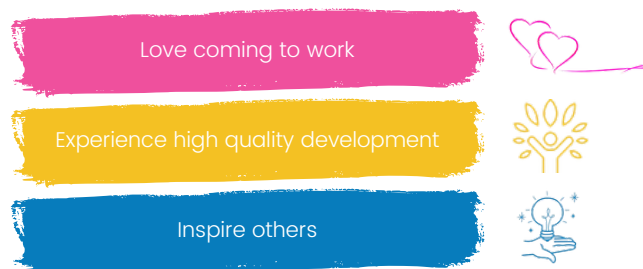 Love coming to work
Experience high quality development
Inspire others